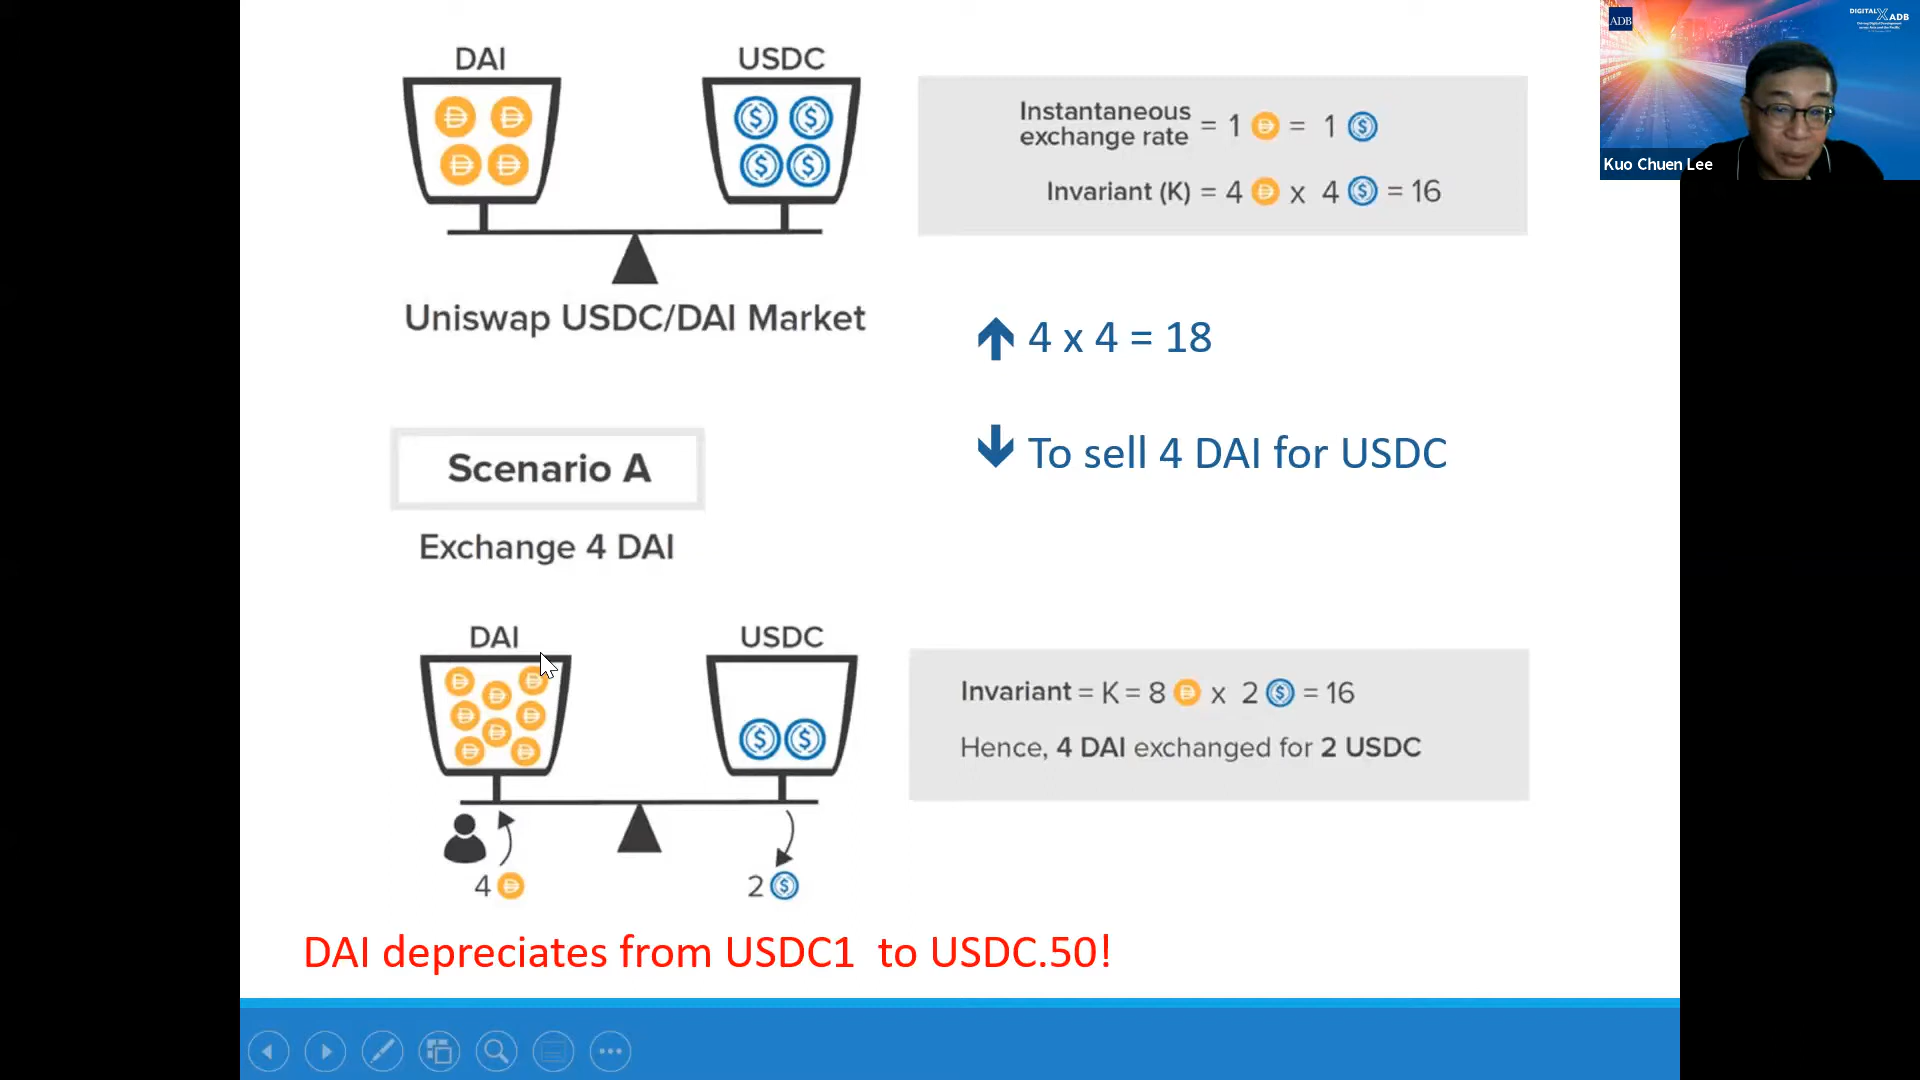 DAI
USDC
Instantaneous
exchange rate = 1 = 1
Invariant (K) = 4 x 4 = 16
Uniswap USDC/DAI Market
4 x 4 = 18
To sell 4 DAI for USDC
Scenario A
Exchange 4 DAI
DAI
USDC
Invariant = K = 8 x 2 = 16
Hence, 4 DAI exchanged for 2 USDC
4
2
DAI depreciates from USDC1 to USDC.50!
ADB
DIGITAL X ADB
Kuo Chuen Lee